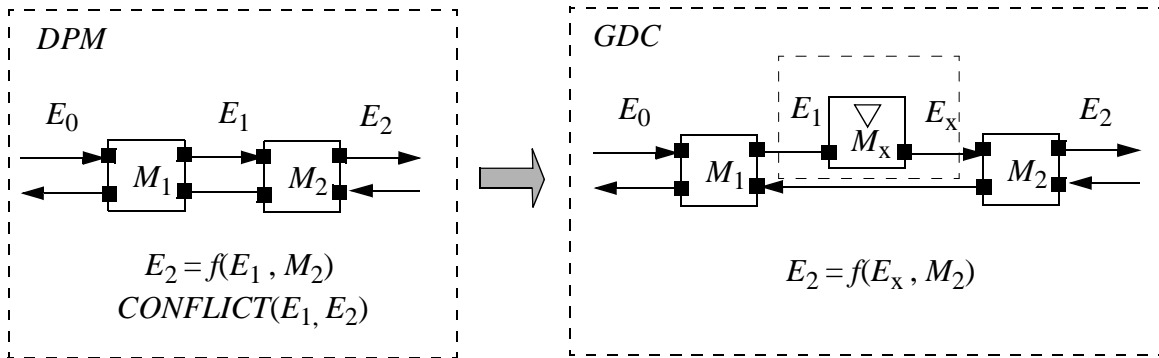 DPM
E0
E1
E2
M1
M2
E2 = f(E1 , M2)
CONFLICT(E1, E2)
GDC
E0
E1
Ex
E2
M1
▽
Mx
M2
E2 = f(Ex , M2)